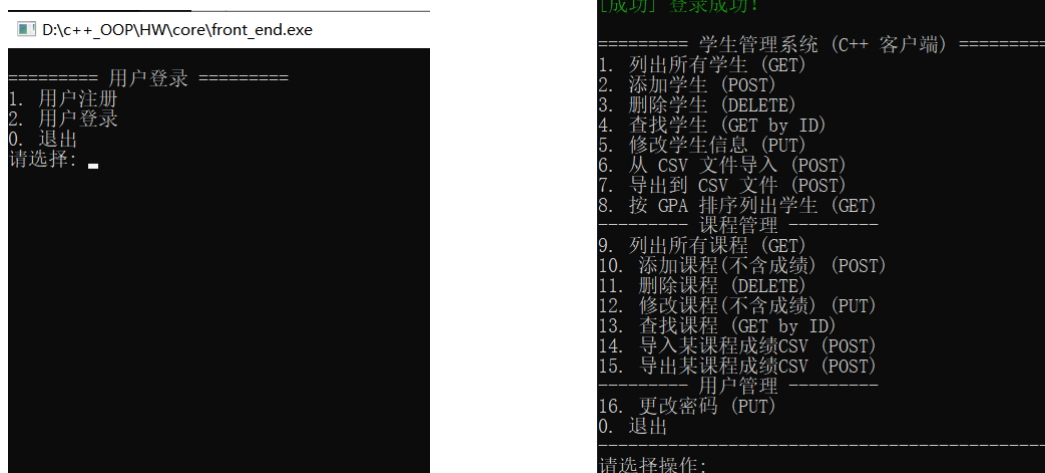 D:\c++_OOP\HW\core\front_end.exe
========= 用户登录 =========
1. 用户注册
2. 用户登录
0. 退出
请选择:
[成功] 登录成功!
========= 学生管理系统 (C++ 客户端) =========
1. 列出所有学生 (GET)
2. 添加学生 (POST)
3. 删除学生 (DELETE)
4. 查找学生 (GET by ID)
5. 修改学生信息 (PUT)
6. 从 CSV 文件导入 (POST)
7. 导出到 CSV 文件 (POST)
8. 按 GPA 排序列出学生 (GET)
--------- 课程管理 ---------
9. 列出所有课程 (GET)
10. 添加课程(不含成绩) (POST)
11. 删除课程 (DELETE)
12. 修改课程(不含成绩) (PUT)
13. 查找课程 (GET by ID)
14. 导入某课程成绩CSV (POST)
15. 导出某课程成绩CSV (POST)
--------- 用户管理 ---------
16. 更改密码 (PUT)
0. 退出
---------------------------------------------
请选择操作: